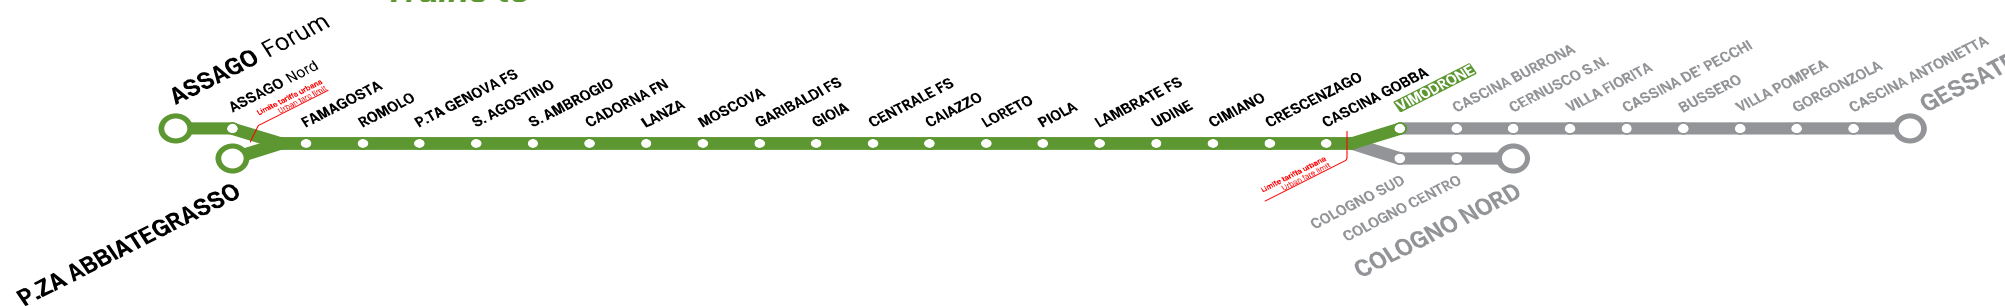 Trains to
ASSAGO Forum
ASSAGO Nord
Limite tariffa urbana
Urban fare limit
P.ZA ABBIATEGRASSO
FAMAGOSTA
ROMOLO
P.TA GENOVA FS
S. AGOSTINO
S. AMBROGIO
CADORNA FN
LANZA
MOSCOVA
GARIBALDI FS
GIOIA
CENTRALE FS
CAIAZZO
LORETO
PIOLA
LAMBRATE FS
UDINE
CIMIANO
CRESCENZAGO
CASCINA GOBBA
Limite tariffa urbana
Urban fare limit
VIMODRONE
CASCINA BURRONA
CERNUSCO S.N.
VILLA FIORITA
CASSINA DE' PECCHI
BUSSERO
VILLA POMPEA
GORGONZOLA
CASCINA ANTONIETTA
GESSATE
COLOGNO SUD
COLOGNO CENTRO
COLOGNO NORD